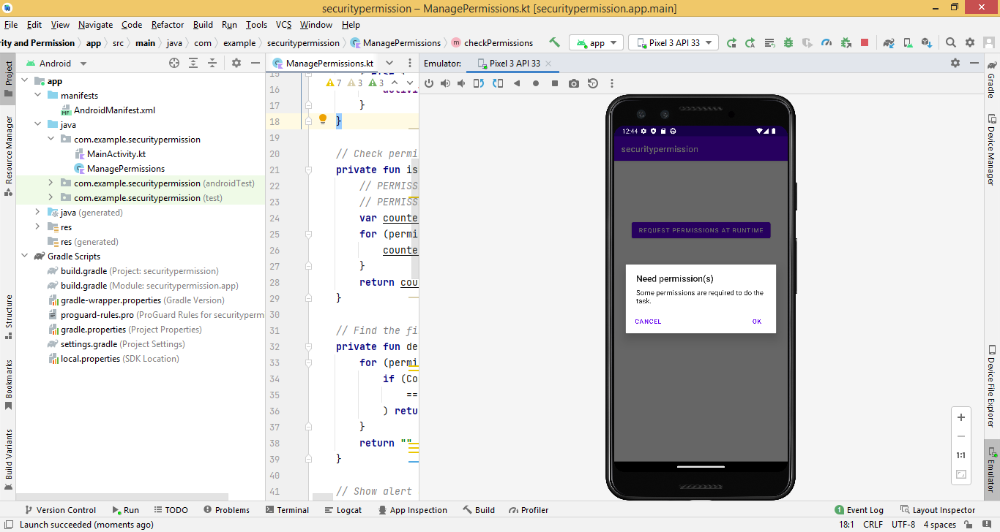 securitypermission – ManagePermissions.kt [securitypermission.app.main]
File Edit View Navigate Code Refactor Build Run Tools VCS Window Help
rity and Permission app src main java com example securitypermission ManagePermissions checkPermissions app Pixel 3 API 33
Project
Resource Manager
Structure
Bookmarks
Build Variants
Android
app
manifests
MF AndroidManifest.xml
java
com.example.securitypermission
MainActivity.kt
ManagePermissions
com.example.securitypermission (androidTest)
com.example.securitypermission (test)
java (generated)
res
res (generated)
Gradle Scripts
build.gradle (Project: securitypermission)
build.gradle (Module: securitypermission.app)
gradle-wrapper.properties (Gradle Version)
proguard-rules.pro (ProGuard Rules for securityperm
gradle.properties (Project Properties)
settings.gradle (Project Settings)
local.properties (SDK Location)
ManagePermissions.kt
7 3 3
15
16 activi
17 }
18 }
19
20 // Check permi
21 private fun is
22 // PERMISS
23 // PERMISS
24 var counte
25 for (permi
26 counte
27 }
28 return cou
29 }
30
31 // Find the fi
32 private fun de
33 for (permi
34 if (Co
35 ==
36 ) retu
37 }
38 return ""
39 }
40
41 // Show alert
Emulator: Pixel 3 API 33
12:44
securitypermission
REQUEST PERMISSIONS AT RUNTIME
Need permission(s)
Some permissions are required to do the
task.
CANCEL OK
1:1
Gradle
Device Manager
Device File Explorer
Emulator
Version Control Run TODO Problems Terminal Logcat App Inspection Build Profiler 1 Event Log Layout Inspector
Launch succeeded (moments ago) 18:1 CRLF UTF-8 4 spaces